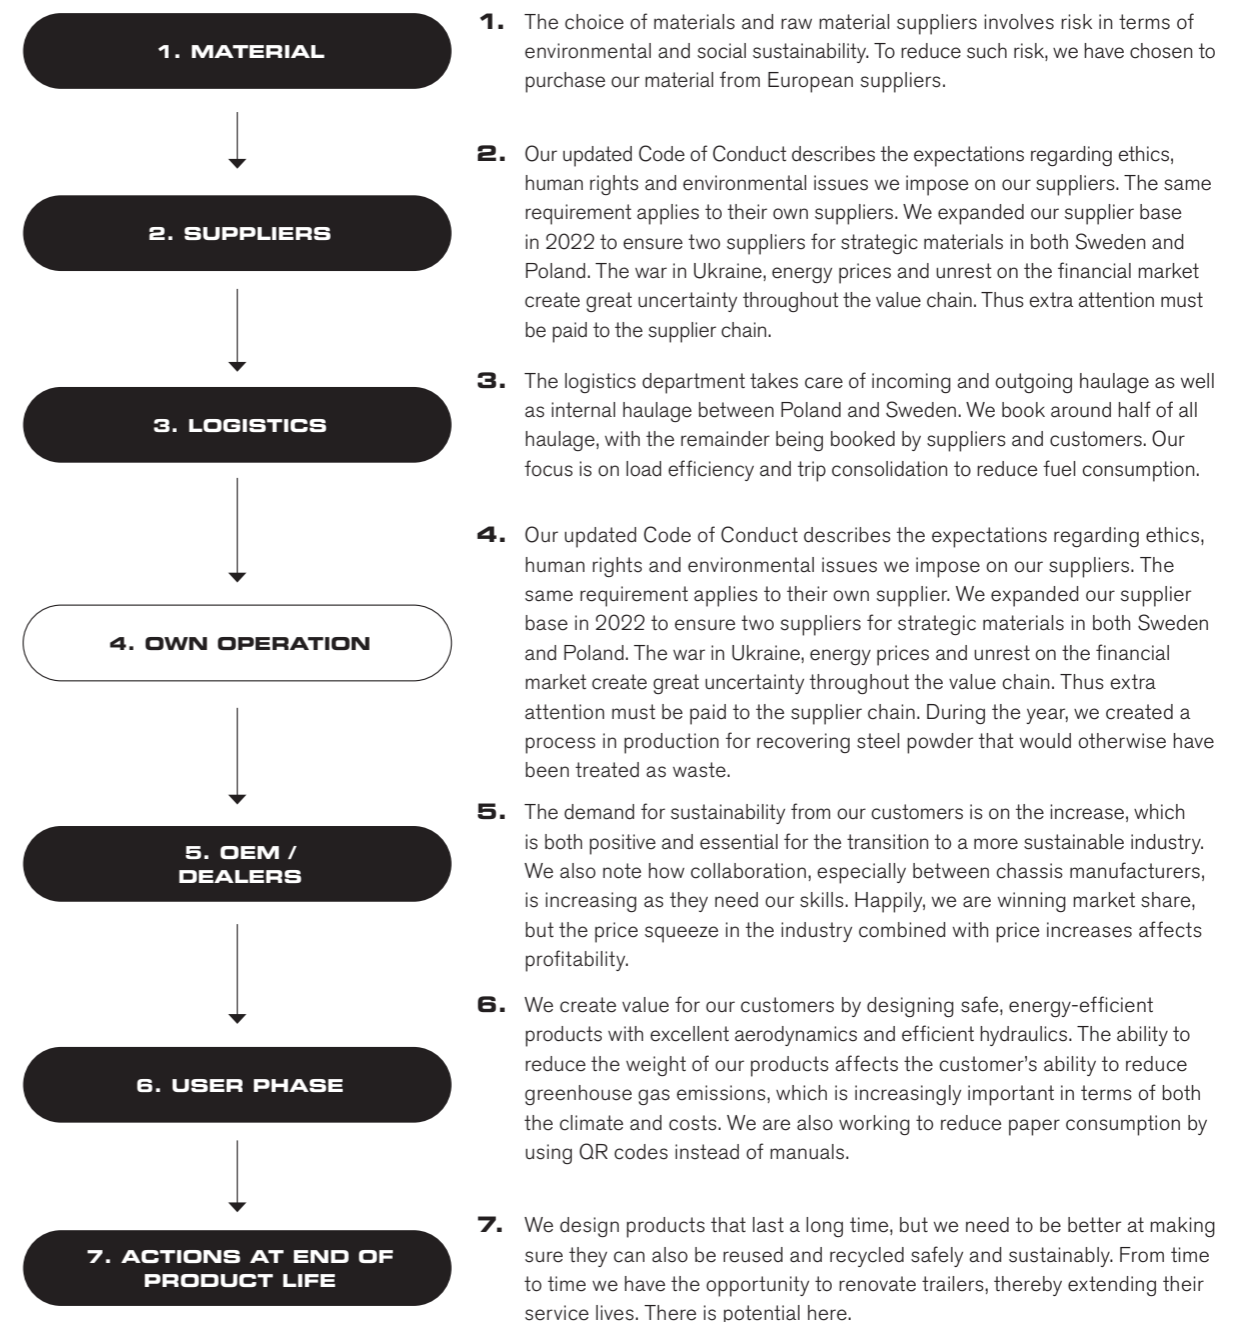 1. MATERIAL
1. The choice of materials and raw material suppliers involves risk in terms of
environmental and social sustainability. To reduce such risk, we have chosen to
purchase our material from European suppliers.
2. SUPPLIERS
2. Our updated Code of Conduct describes the expectations regarding ethics,
human rights and environmental issues we impose on our suppliers. The same
requirement applies to their own suppliers. We expanded our supplier base
in 2022 to ensure two suppliers for strategic materials in both Sweden and
Poland. The war in Ukraine, energy prices and unrest on the financial market
create great uncertainty throughout the value chain. Thus extra attention must
be paid to the supplier chain.
3. LOGISTICS
3. The logistics department takes care of incoming and outgoing haulage as well
as internal haulage between Poland and Sweden. We book around half of all
haulage, with the remainder being booked by suppliers and customers. Our
focus is on load efficiency and trip consolidation to reduce fuel consumption.
4. OWN OPERATION
4. Our updated Code of Conduct describes the expectations regarding ethics,
human rights and environmental issues we impose on our suppliers. The
same requirement applies to their own supplier. We expanded our supplier
base in 2022 to ensure two suppliers for strategic materials in both Sweden
and Poland. The war in Ukraine, energy prices and unrest on the financial
market create great uncertainty throughout the value chain. Thus extra
attention must be paid to the supplier chain. During the year, we created a
process in production for recovering steel powder that would otherwise have
been treated as waste.
5. OEM /
DEALERS
5. The demand for sustainability from our customers is on the increase, which
is both positive and essential for the transition to a more sustainable industry.
We also note how collaboration, especially between chassis manufacturers,
is increasing as they need our skills. Happily, we are winning market share,
but the price squeeze in the industry combined with price increases affects
profitability.
6. USER PHASE
6. We create value for our customers by designing safe, energy-efficient
products with excellent aerodynamics and efficient hydraulics. The ability to
reduce the weight of our products affects the customer's ability to reduce
greenhouse gas emissions, which is increasingly important in terms of both
the climate and costs. We are also working to reduce paper consumption by
using QR codes instead of manuals.
7. ACTIONS AT END OF
PRODUCT LIFE
7. We design products that last a long time, but we need to be better at making
sure they can also be reused and recycled safely and sustainably. From time
to time we have the opportunity to renovate trailers, thereby extending their
service lives. There is potential here.